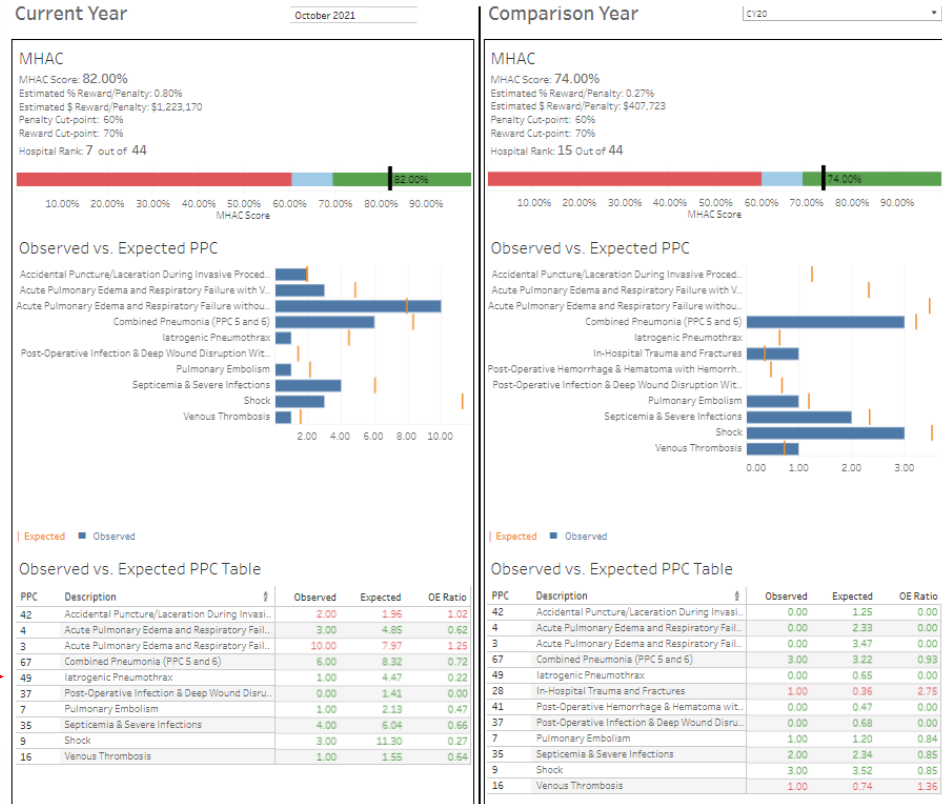 Current Year
October 2021
MHAC
MHAC Score: 82.00%
Estimated % Reward/Penalty: 0.80%
Estimated $ Reward/Penalty: $1,223,170
Penalty Cut-point: 60%
Reward Cut-point: 70%
Hospital Rank: 7 out of 44
82.00%
10.00% 20.00% 30.00% 40.00% 50.00% 60.00% 70.00% 80.00% 90.00%
MHAC Score
Observed vs. Expected PPC
Accidental Puncture/Laceration During Invasive Proced..
Acute Pulmonary Edema and Respiratory Failure with V..
Acute Pulmonary Edema and Respiratory Failure withou..
Combined Pneumonia (PPC 5 and 6)
Iatrogenic Pneumothrax
Post-Operative Infection & Deep Wound Disruption Wit..
Pulmonary Embolism
Septicemia & Severe Infections
Shock
Venous Thrombosis
2.00 4.00 6.00 8.00 10.00
Expected Observed
Observed vs. Expected PPC Table
PPC Description Observed Expected OE Ratio
42 Accidental Puncture/Laceration During Invasi.. 2.00 1.96 1.02
4 Acute Pulmonary Edema and Respiratory Fail.. 3.00 4.85 0.62
3 Acute Pulmonary Edema and Respiratory Fail.. 10.00 7.97 1.25
67 Combined Pneumonia (PPC 5 and 6) 6.00 8.32 0.72
49 Iatrogenic Pneumothrax 1.00 4.47 0.22
37 Post-Operative Infection & Deep Wound Disru.. 0.00 1.41 0.00
7 Pulmonary Embolism 1.00 2.13 0.47
35 Septicemia & Severe Infections 4.00 6.04 0.66
9 Shock 3.00 11.30 0.27
16 Venous Thrombosis 1.00 1.55 0.64
Comparison Year
CY20
MHAC
MHAC Score: 74.00%
Estimated % Reward/Penalty: 0.27%
Estimated $ Reward/Penalty: $407,723
Penalty Cut-point: 60%
Reward Cut-point: 70%
Hospital Rank: 15 Out of 44
74.00%
10.00% 20.00% 30.00% 40.00% 50.00% 60.00% 70.00% 80.00% 90.00%
MHAC Score
Observed vs. Expected PPC
Accidental Puncture/Laceration During Invasive Proced..
Acute Pulmonary Edema and Respiratory Failure with V..
Acute Pulmonary Edema and Respiratory Failure withou..
Combined Pneumonia (PPC 5 and 6)
Iatrogenic Pneumothrax
In-Hospital Trauma and Fractures
Post-Operative Hemorrhage & Hematoma with Hemorrh..
Post-Operative Infection & Deep Wound Disruption Wit..
Pulmonary Embolism
Septicemia & Severe Infections
Shock
Venous Thrombosis
0.00 1.00 2.00 3.00
Expected Observed
Observed vs. Expected PPC Table
PPC Description Observed Expected OE Ratio
42 Accidental Puncture/Laceration During Invasi.. 0.00 1.25 0.00
4 Acute Pulmonary Edema and Respiratory Fail.. 0.00 2.33 0.00
3 Acute Pulmonary Edema and Respiratory Fail.. 0.00 3.47 0.00
67 Combined Pneumonia (PPC 5 and 6) 3.00 3.22 0.93
49 Iatrogenic Pneumothrax 0.00 0.65 0.00
28 In-Hospital Trauma and Fractures 1.00 0.36 2.75
41 Post-Operative Hemorrhage & Hematoma wit.. 0.00 0.47 0.00
37 Post-Operative Infection & Deep Wound Disru.. 0.00 0.68 0.00
7 Pulmonary Embolism 1.00 1.20 0.84
35 Septicemia & Severe Infections 2.00 2.34 0.85
9 Shock 3.00 3.52 0.85
16 Venous Thrombosis 1.00 0.74 1.36